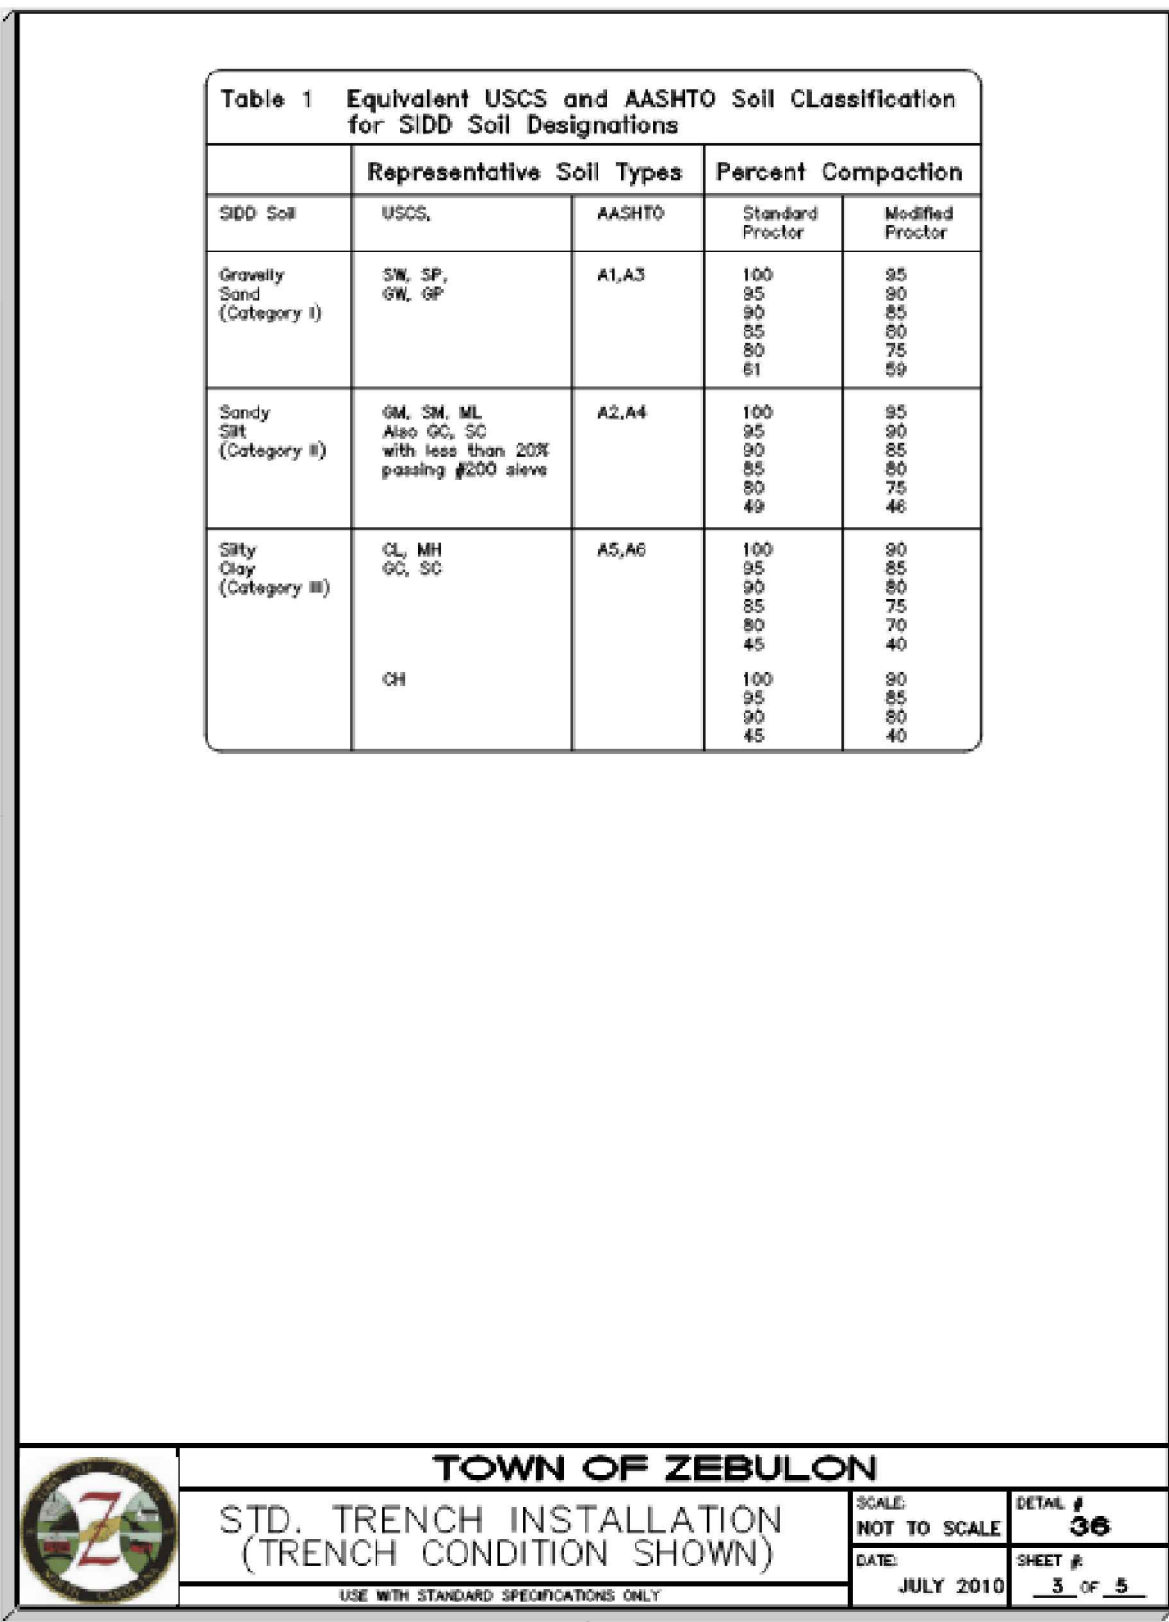 Table 1 Equivalent USCS and AASHTO Soil CLassification
for SIDD Soil Designations
Representative Soil Types Percent Compaction
SIDD Soil USCS, AASHTO Standard Proctor Modified Proctor
Gravelly SW, SP, A1,A3 100 95
Sand GW, GP 95 90
(Category I) 90 85
85 80
80 75
61 59
Sandy GM, SM, ML A2,A4 100 95
Silt Also GC, SC 95 90
(Category II) with less than 20% 90 85
passing #200 sieve 85 80
80 75
49 46
Silty CL, MH A5,A6 100 90
Clay GC, SC 95 85
(Category III) 90 80
85 75
80 70
45 40
CH 100 90
95 85
90 80
45 40
TOWN OF ZEBULON
STD. TRENCH INSTALLATION
(TRENCH CONDITION SHOWN)
USE WITH STANDARD SPECIFICATIONS ONLY
SCALE:
NOT TO SCALE
DETAIL #
36
DATE:
JULY 2010
SHEET #:
3 OF 5
Z